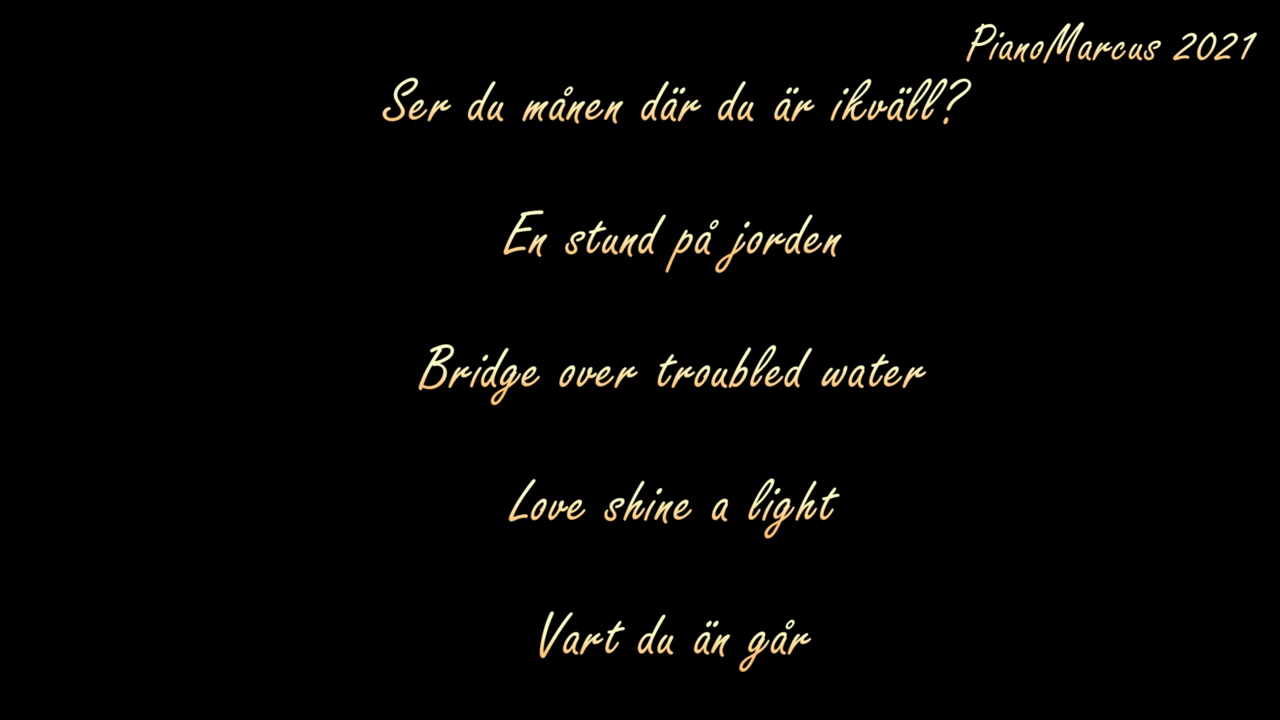 PianoMarcus 2021
Ser du månen där du är ikväll?
En stund på jorden
Bridge over troubled water
Love shine a light
Vart du än går